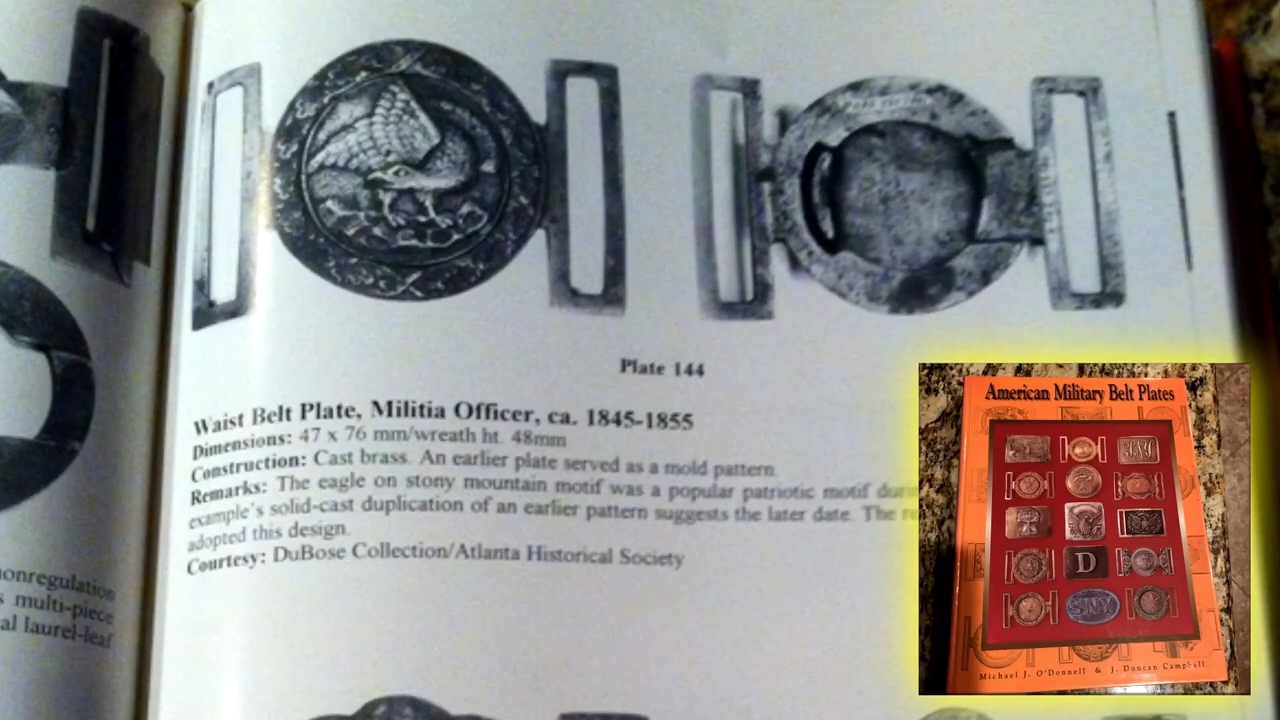 Plate 144
Waist Belt Plate, Militia Officer, ca. 1845-1855
Dimensions: 47 x 76 mm/wreath ht. 48mm
Construction: Cast brass. An earlier plate served as a mold pattern.
Remarks: The eagle on stony mountain motif was a popular patriotic motif
example's solid-cast duplication of an earlier pattern suggests the later date. The
adopted this design.
Courtesy: DuBose Collection/Atlanta Historical Society
onregulation
multi-piece
al laurel-leaf
American Military Belt Plates
D
SNY
Michael J. O'Donnell & J. Duncan Campbell